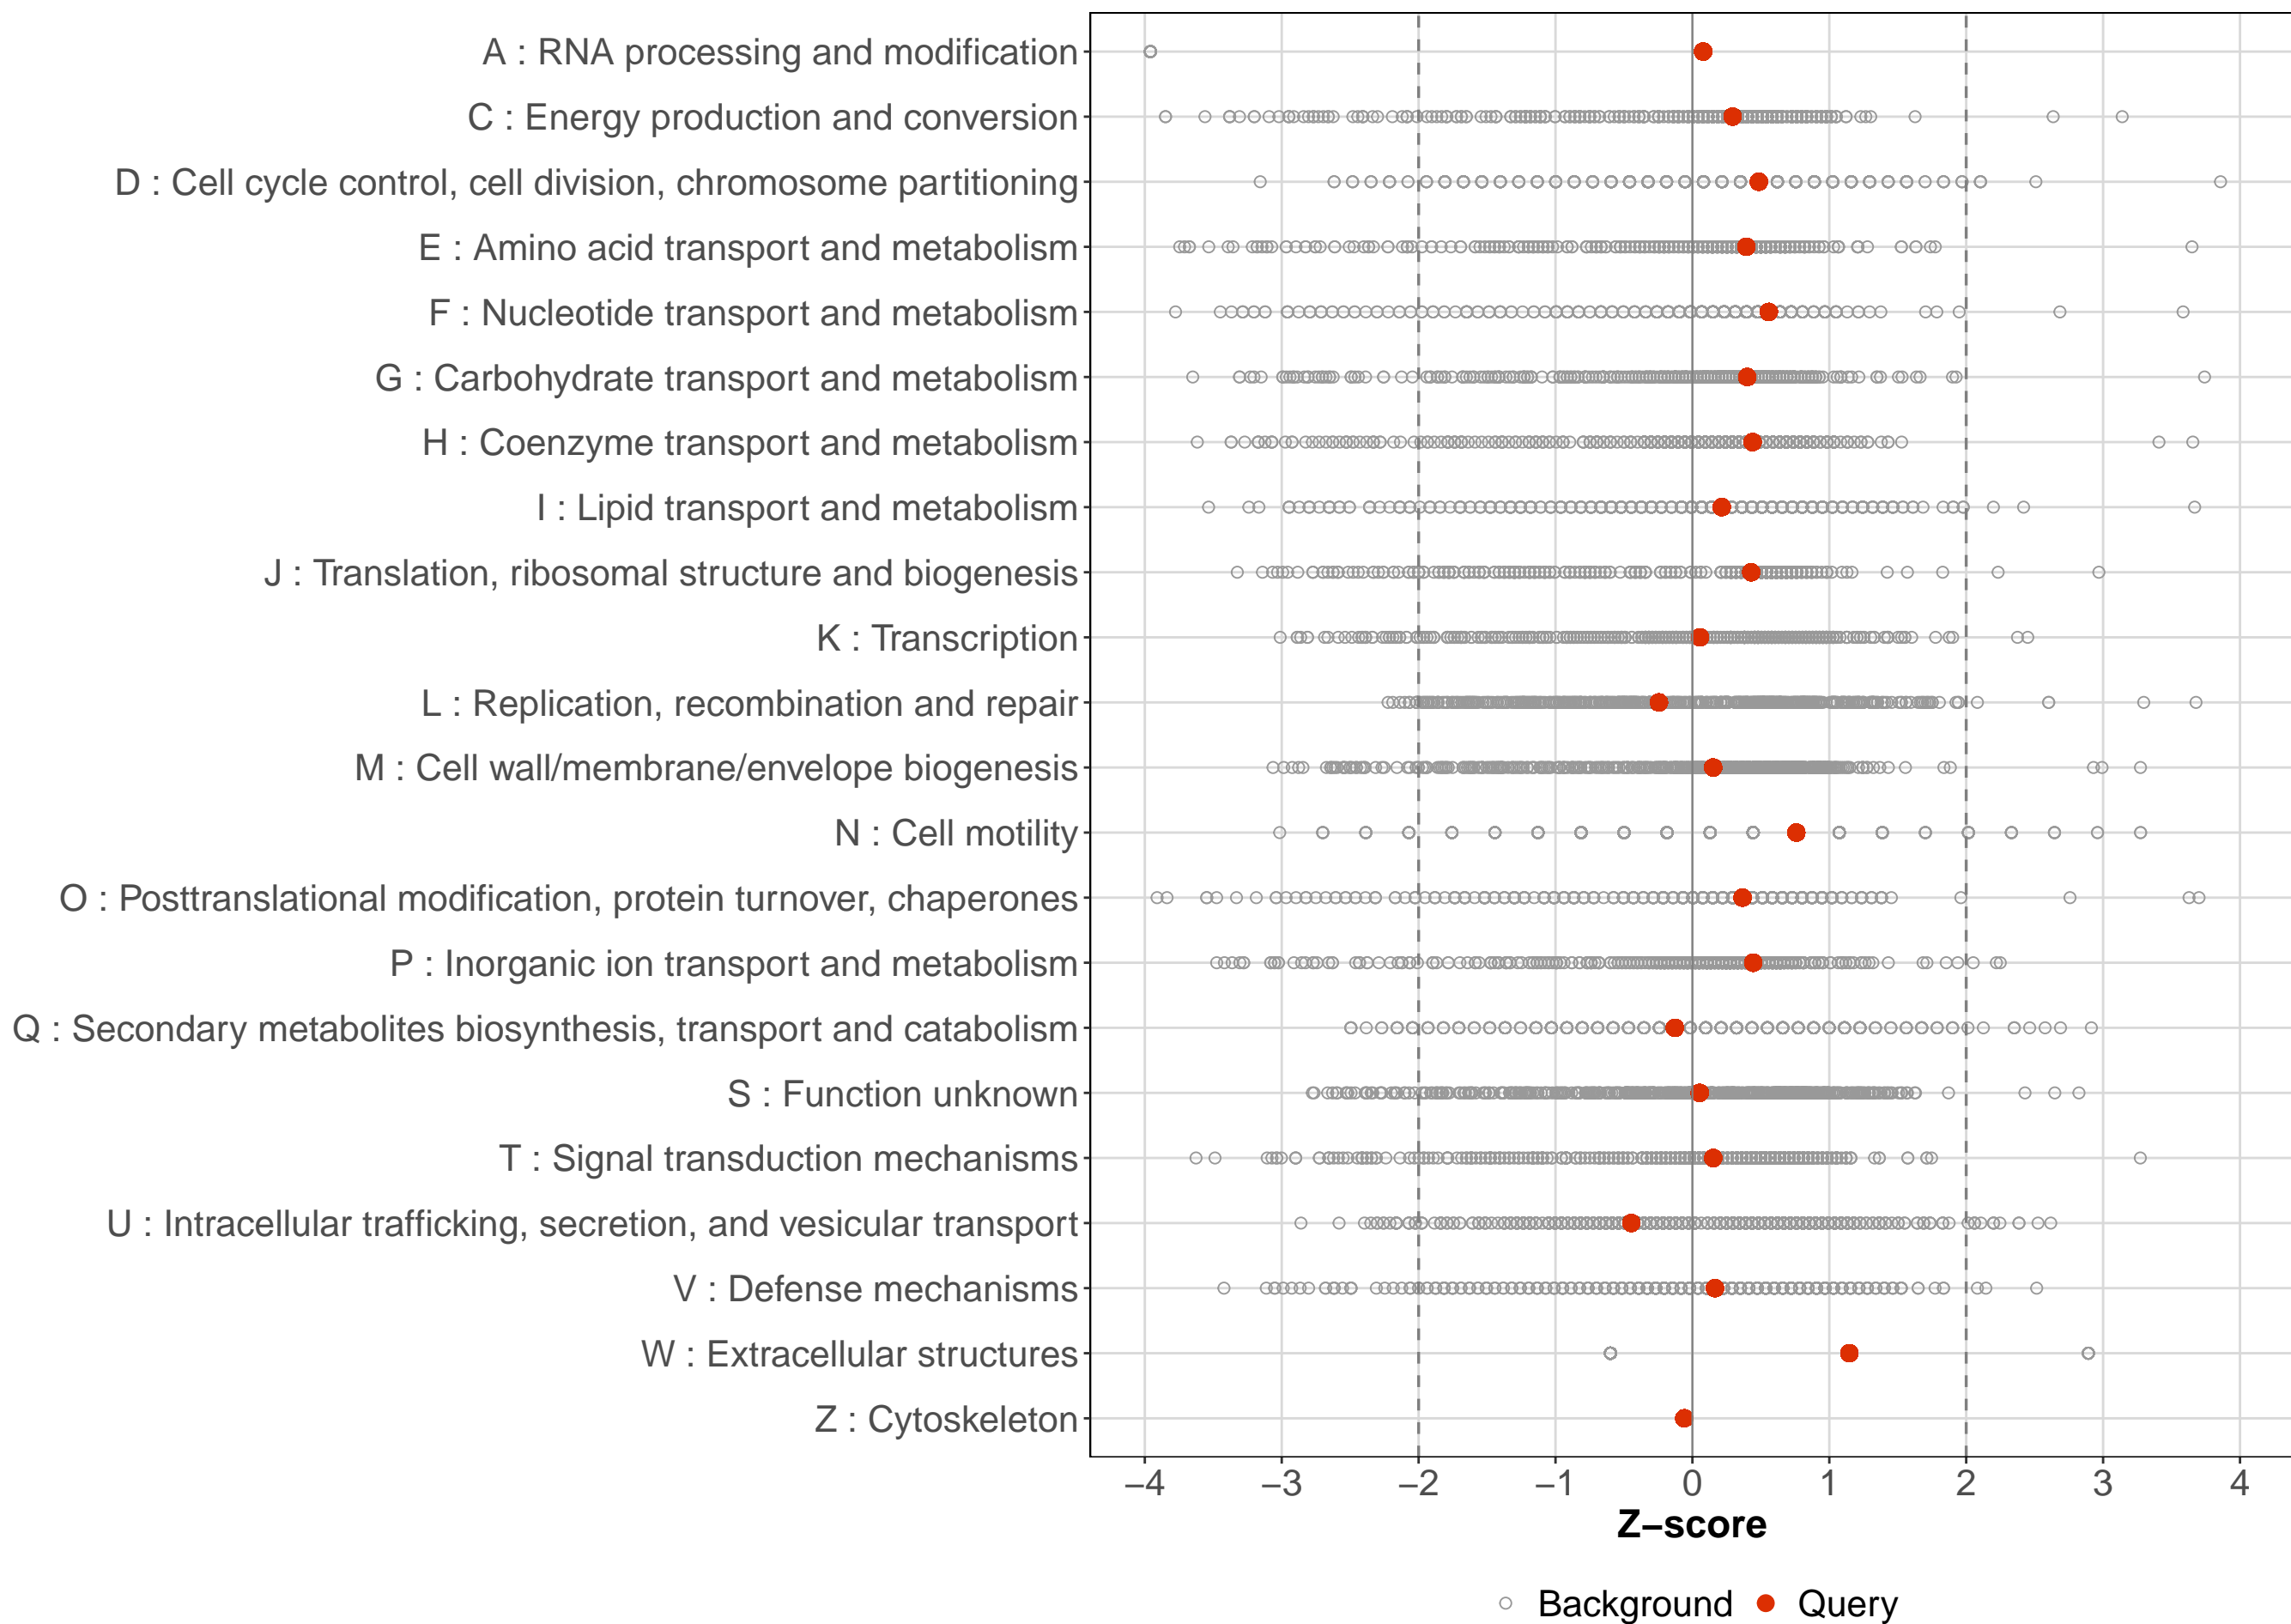 A : RNA processing and modification
C : Energy production and conversion
D : Cell cycle control, cell division, chromosome partitioning
E : Amino acid transport and metabolism
F : Nucleotide transport and metabolism
G : Carbohydrate transport and metabolism
H : Coenzyme transport and metabolism
I : Lipid transport and metabolism
J : Translation, ribosomal structure and biogenesis
K : Transcription
L : Replication, recombination and repair
M : Cell wall/membrane/envelope biogenesis
N : Cell motility
O : Posttranslational modification, protein turnover, chaperones
P : Inorganic ion transport and metabolism
Q : Secondary metabolites biosynthesis, transport and catabolism
S : Function unknown
T : Signal transduction mechanisms
U : Intracellular trafficking, secretion, and vesicular transport
V : Defense mechanisms
W : Extracellular structures
Z : Cytoskeleton
−4 −3 −2 −1 0 1 2 3 4
Z−score
Background Query